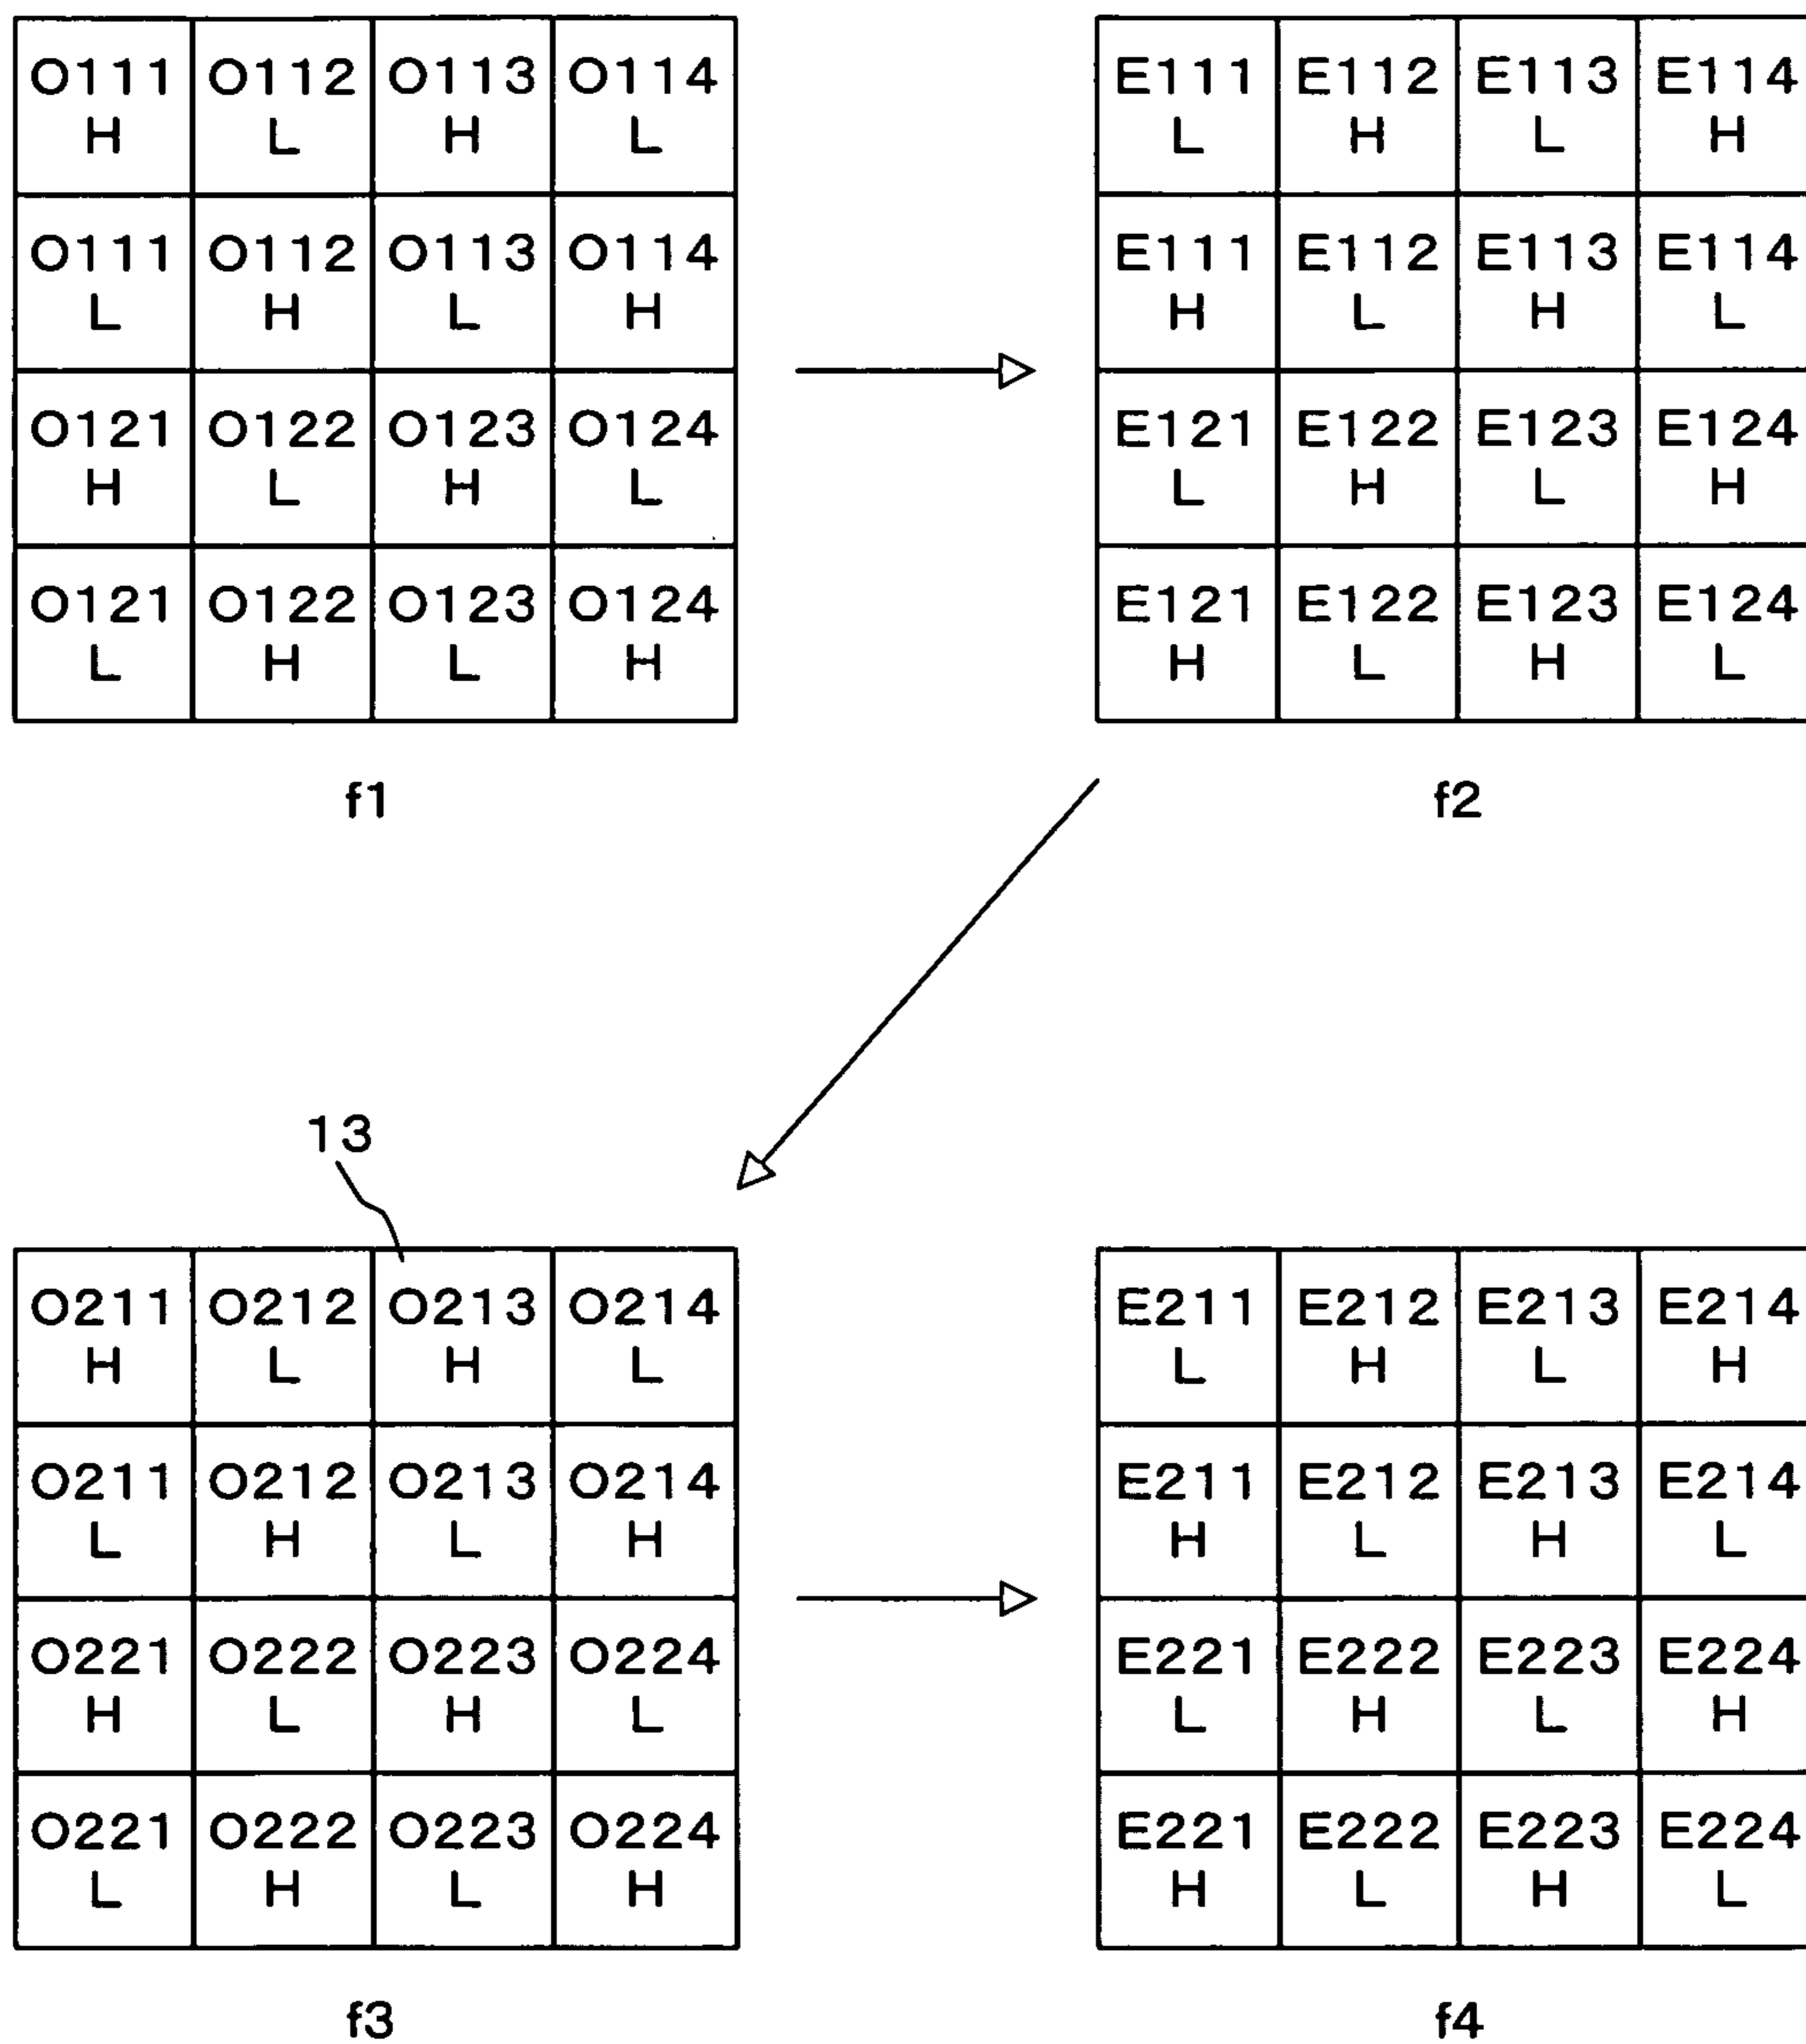 O111 O112 O113 O114
H L H L
O111 O112 O113 O114
L H L H
O121 O122 O123 O124
H L H L
O121 O122 O123 O124
L H L H
f1
E111 E112 E113 E114
L H L H
E111 E112 E113 E114
H L H L
E121 E122 E123 E124
L H L H
E121 E122 E123 E124
H L H L
f2
13
O211 O212 O213 O214
H L H L
O211 O212 O213 O214
L H L H
O221 O222 O223 O224
H L H L
O221 O222 O223 O224
L H L H
f3
E211 E212 E213 E214
L H L H
E211 E212 E213 E214
H L H L
E221 E222 E223 E224
L H L H
E221 E222 E223 E224
H L H L
f4